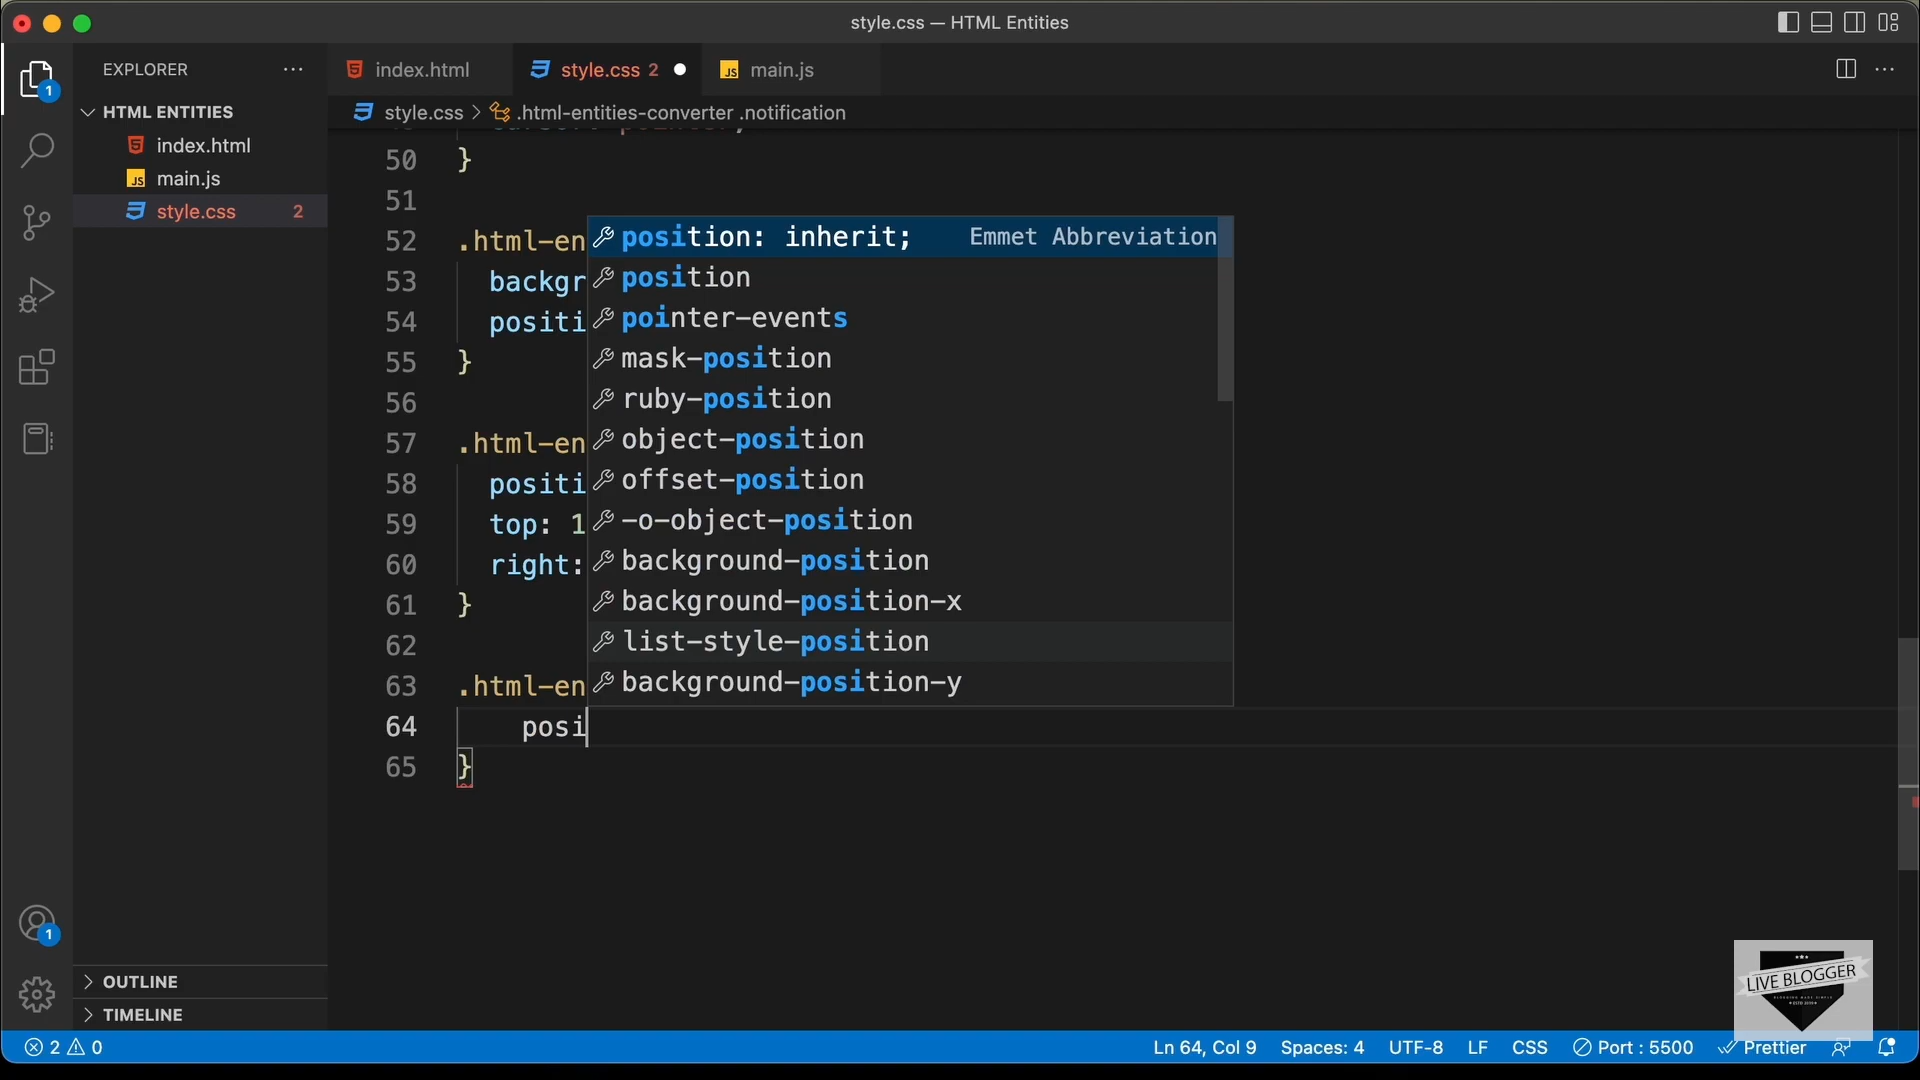 style.css — HTML Entities
EXPLORER
index.html
style.css 2
main.js
1
HTML ENTITIES
style.css > .html-entities-converter .notification
index.html
main.js
style.css 2
50 }
51
52 .html-en
53 backgr
54 positi
55 }
56
57 .html-en
58 positi
59 top: 1
60 right:
61 }
62
63 .html-en
64 posi
65 }
position: inherit; Emmet Abbreviation
position
pointer-events
mask-position
ruby-position
object-position
offset-position
-o-object-position
background-position
background-position-x
list-style-position
background-position-y
1
OUTLINE
TIMELINE
LIVE BLOGGER
2 0
Ln 64, Col 9 Spaces: 4 UTF-8 LF CSS Port : 5500 Prettier